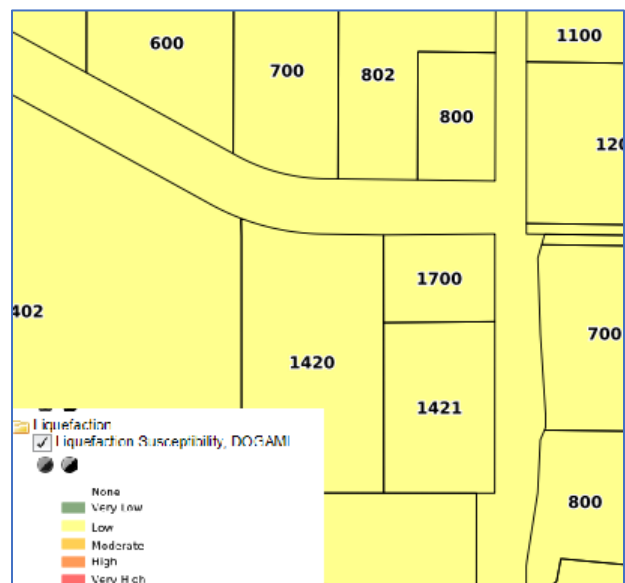 600
700
802
800
1100
120
1700
402
1420
1421
700
800
Liquefaction
Liquefaction Susceptibility, DOGAMI
None
Very Low
Low
Moderate
High
Very High